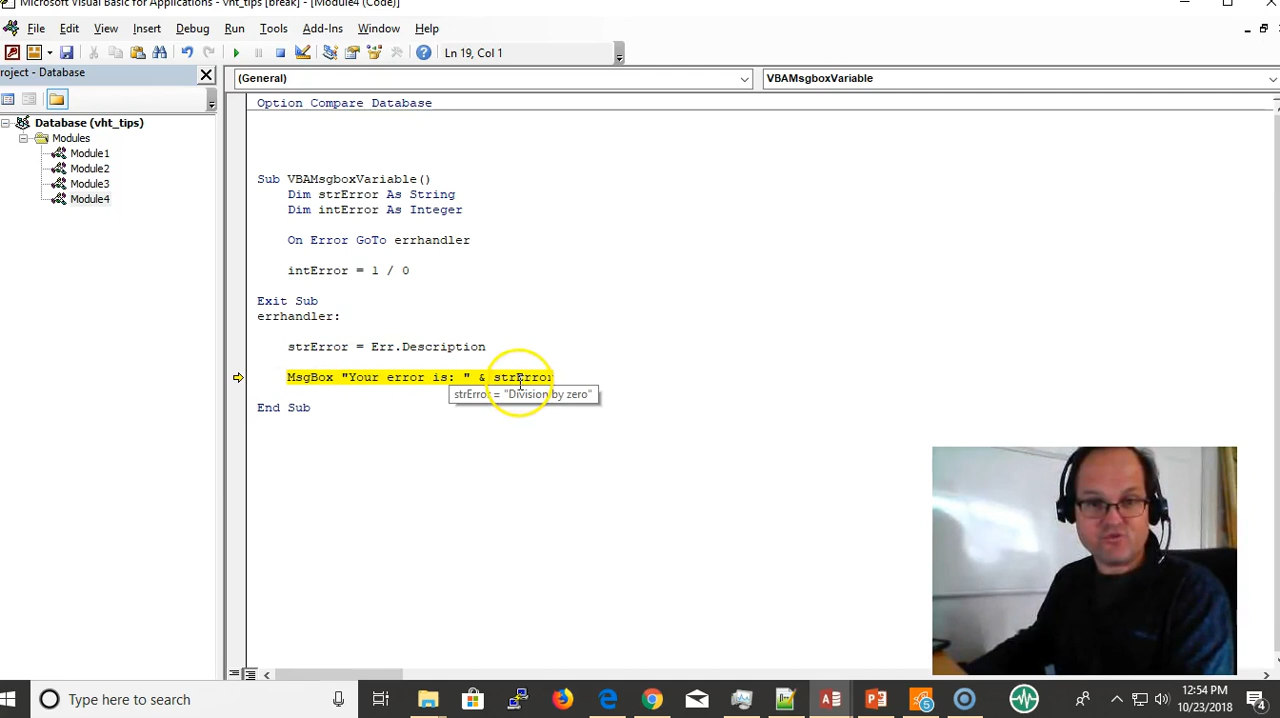 Microsoft Visual Basic for Applications - vht_tips [break] - [Module4 (Code)]
File Edit View Insert Debug Run Tools Add-Ins Window Help
Ln 19, Col 1
roject - Database
(General)
VBAMsgboxVariable
Database (vht_tips)
Modules
Module1
Module2
Module3
Module4
Option Compare Database
Sub VBAMsgboxVariable()
Dim strError As String
Dim intError As Integer
On Error GoTo errhandler
intError = 1 / 0
Exit Sub
errhandler:
strError = Err.Description
MsgBox "Your error is: " & strError
strError = "Division by zero"
End Sub
Type here to search
5
12:54 PM
10/23/2018
4